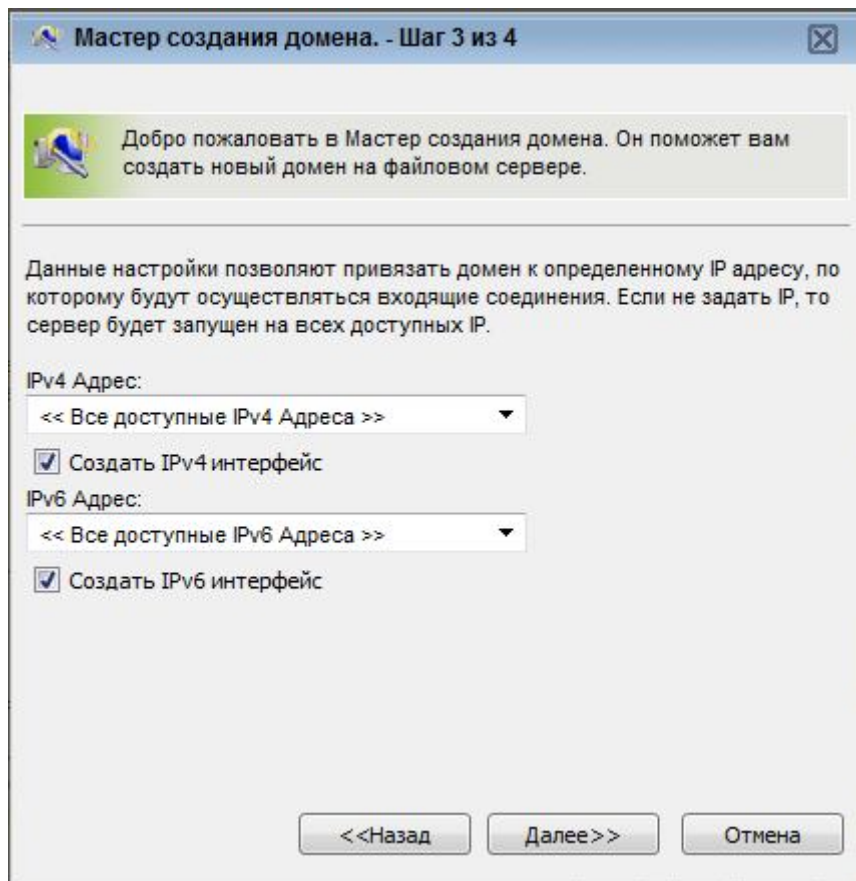 Мастер создания домена. - Шаг 3 из 4
Добро пожаловать в Мастер создания домена. Он поможет вам
создать новый домен на файловом сервере.
Данные настройки позволяют привязать домен к определенному IP адресу, по
которому будут осуществляться входящие соединения. Если не задать IP, то
сервер будет запущен на всех доступных IP.
IPv4 Адрес:
<< Все доступные IPv4 Адреса >>
Создать IPv4 интерфейс
IPv6 Адрес:
<< Все доступные IPv6 Адреса >>
Создать IPv6 интерфейс
<<Назад Далее>> Отмена